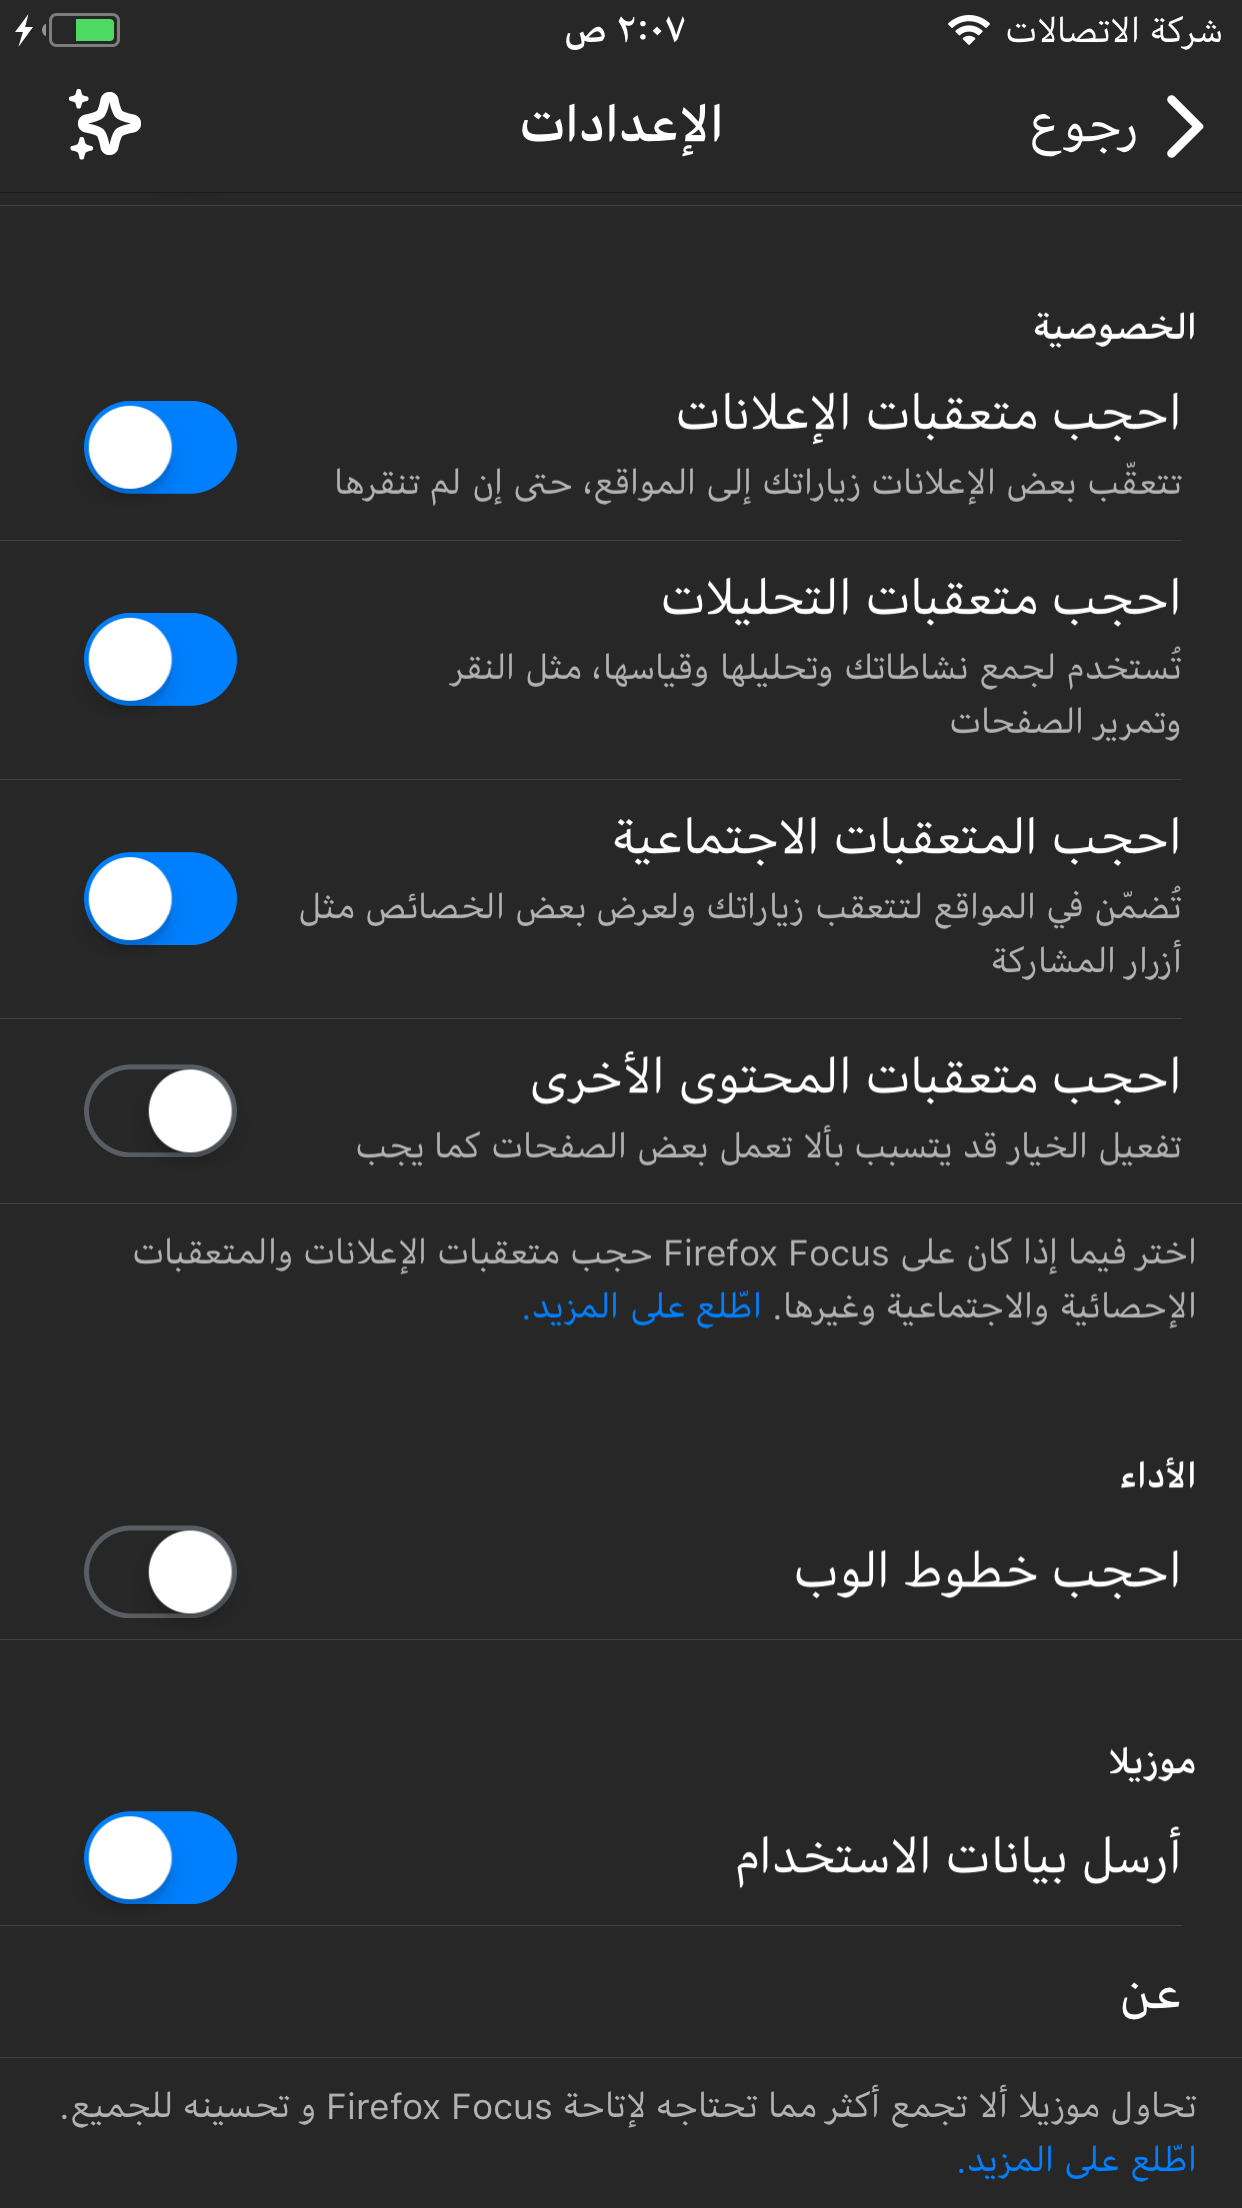 شركة الاتصالات ٢:٠٧ ص
رجوع الإعدادات
الخصوصية
احجب متعقبات الإعلانات
تتعقّب بعض الإعلانات زياراتك إلى المواقع، حتى إن لم تنقرها
احجب متعقبات التحليلات
تُستخدم لجمع نشاطاتك وتحليلها وقياسها، مثل النقر
وتمرير الصفحات
احجب المتعقبات الاجتماعية
تُضمّن في المواقع لتتعقب زياراتك ولعرض بعض الخصائص مثل
أزرار المشاركة
احجب متعقبات المحتوى الأخرى
تفعيل الخيار قد يتسبب بألا تعمل بعض الصفحات كما يجب
اختر فيما إذا كان على Firefox Focus حجب متعقبات الإعلانات والمتعقبات
الإحصائية والاجتماعية وغيرها. اطّلع على المزيد.
الأداء
احجب خطوط الوب
موزيلا
أرسل بيانات الاستخدام
عن
تحاول موزيلا ألا تجمع أكثر مما تحتاجه لإتاحة Firefox Focus و تحسينه للجميع.
اطّلع على المزيد.